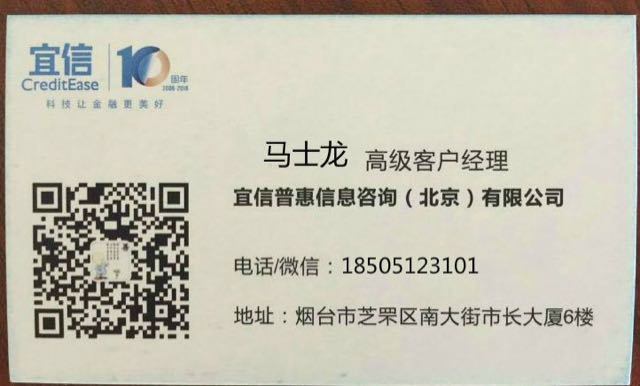 宜信
CreditEase
10
周年
2006-2016
科技让金融更美好
马士龙 高级客户经理
宜信普惠信息咨询（北京）有限公司
电话/微信：18505123101
地址：烟台市芝罘区南大街市长大厦6楼